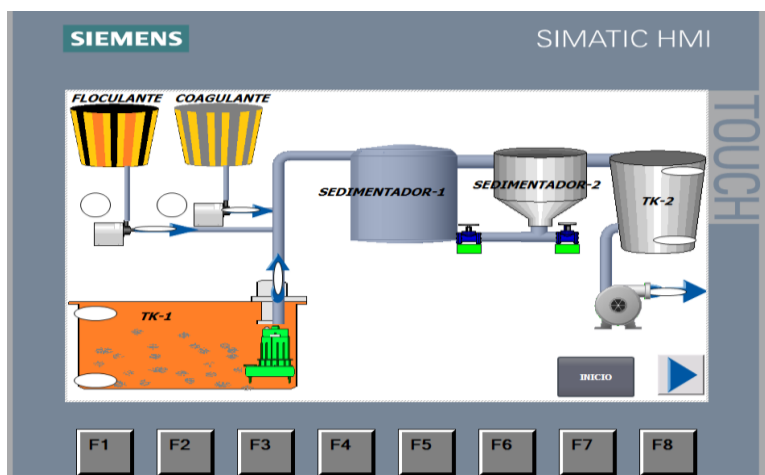 SIEMENS
SIMATIC HMI
TOUCH
FLOCULANTE
COAGULANTE
SEDIMENTADOR-1
SEDIMENTADOR-2
TK-2
TK-1
INICIO
F1
F2
F3
F4
F5
F6
F7
F8